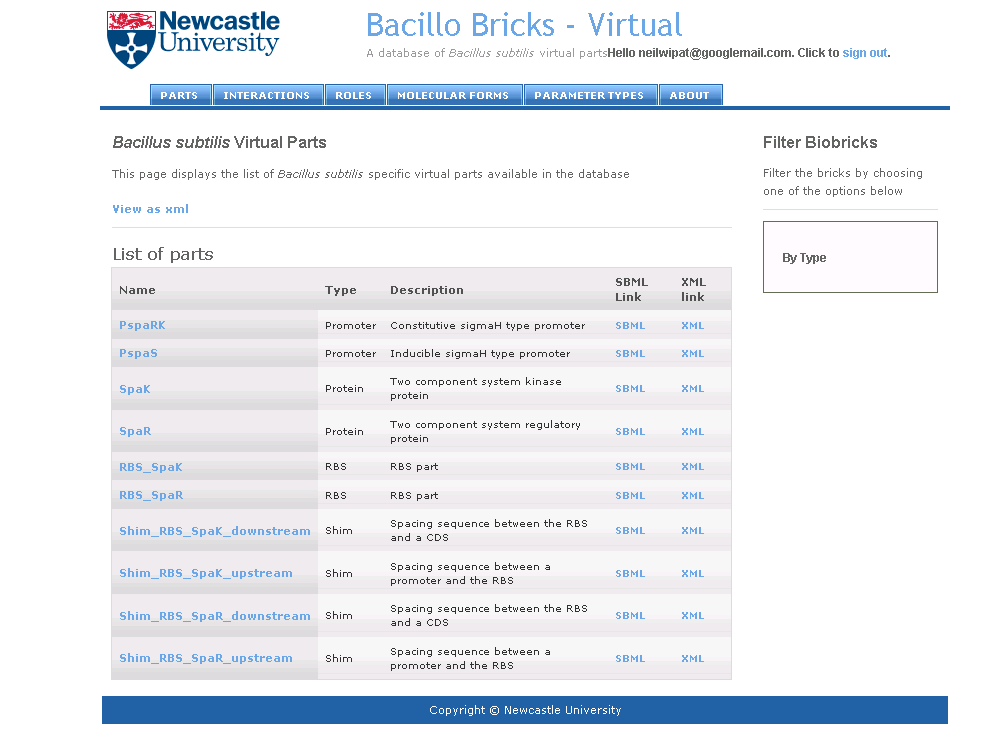 Newcastle
University
Bacillo Bricks - Virtual
A database of Bacillus subtilis virtual partsHello neilwipat@googlemail.com. Click to sign out.
PARTS INTERACTIONS ROLES MOLECULAR FORMS PARAMETER TYPES ABOUT
Bacillus subtilis Virtual Parts
This page displays the list of Bacillus subtilis specific virtual parts available in the database
View as xml
Filter Biobricks
Filter the bricks by choosing
one of the options below
By Type
List of parts
Name Type Description SBML Link XML link
PspaRK Promoter Constitutive sigmaH type promoter SBML XML
PspaS Promoter Inducible sigmaH type promoter SBML XML
SpaK Protein Two component system kinase protein SBML XML
SpaR Protein Two component system regulatory protein SBML XML
RBS_SpaK RBS RBS part SBML XML
RBS_SpaR RBS RBS part SBML XML
Shim_RBS_SpaK_downstream Shim Spacing sequence between the RBS and a CDS SBML XML
Shim_RBS_SpaK_upstream Shim Spacing sequence between a promoter and the RBS SBML XML
Shim_RBS_SpaR_downstream Shim Spacing sequence between the RBS and a CDS SBML XML
Shim_RBS_SpaR_upstream Shim Spacing sequence between a promoter and the RBS SBML XML
Copyright © Newcastle University